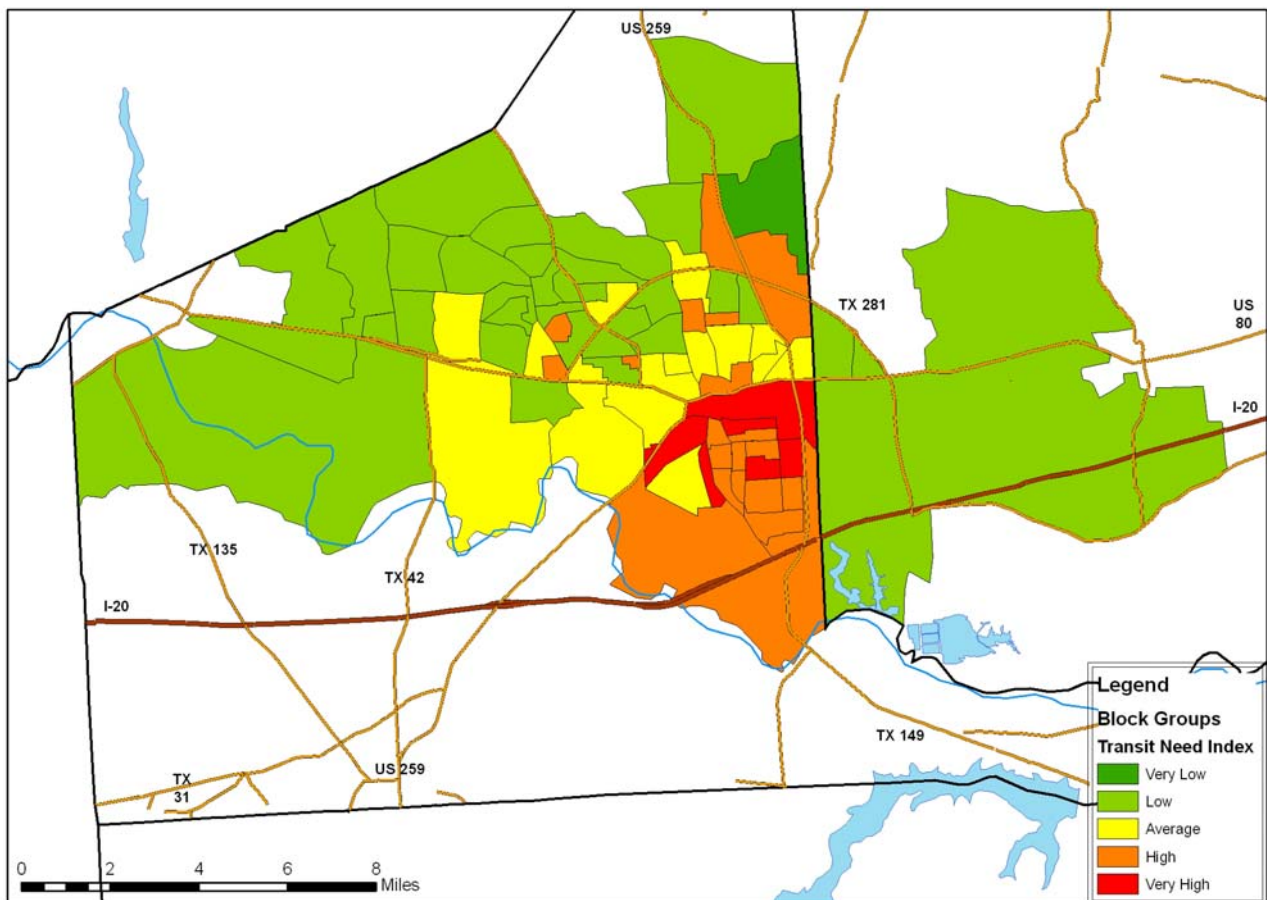 US 259
TX 281
US
80
I-20
TX 135
TX 42
I-20
TX 149
US 259
TX
31
0 2 4 6 8
Miles
Legend
Block Groups
Transit Need Index
Very Low
Low
Average
High
Very High